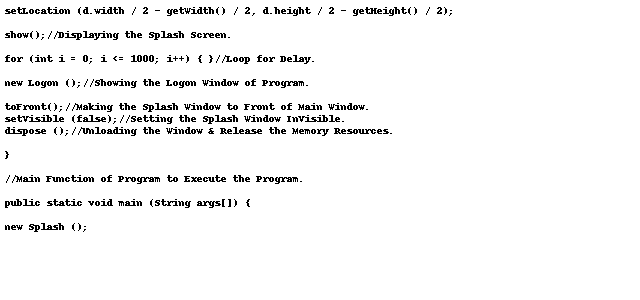 setLocation (d.width / 2 - getWidth() / 2, d.height / 2 - getHeight() / 2);
show();//Displaying the Splash Screen.
for (int i = 0; i <= 1000; i++) { }//Loop for Delay.
new Logon ();//Showing the Logon Window of Program.
toFront();//Making the Splash Window to Front of Main Window.
setVisible (false);//Setting the Splash Window InVisible.
dispose ();//Unloading the Window & Release the Memory Resources.
}
//Main Function of Program to Execute the Program.
public static void main (String args[]) {
new Splash ();